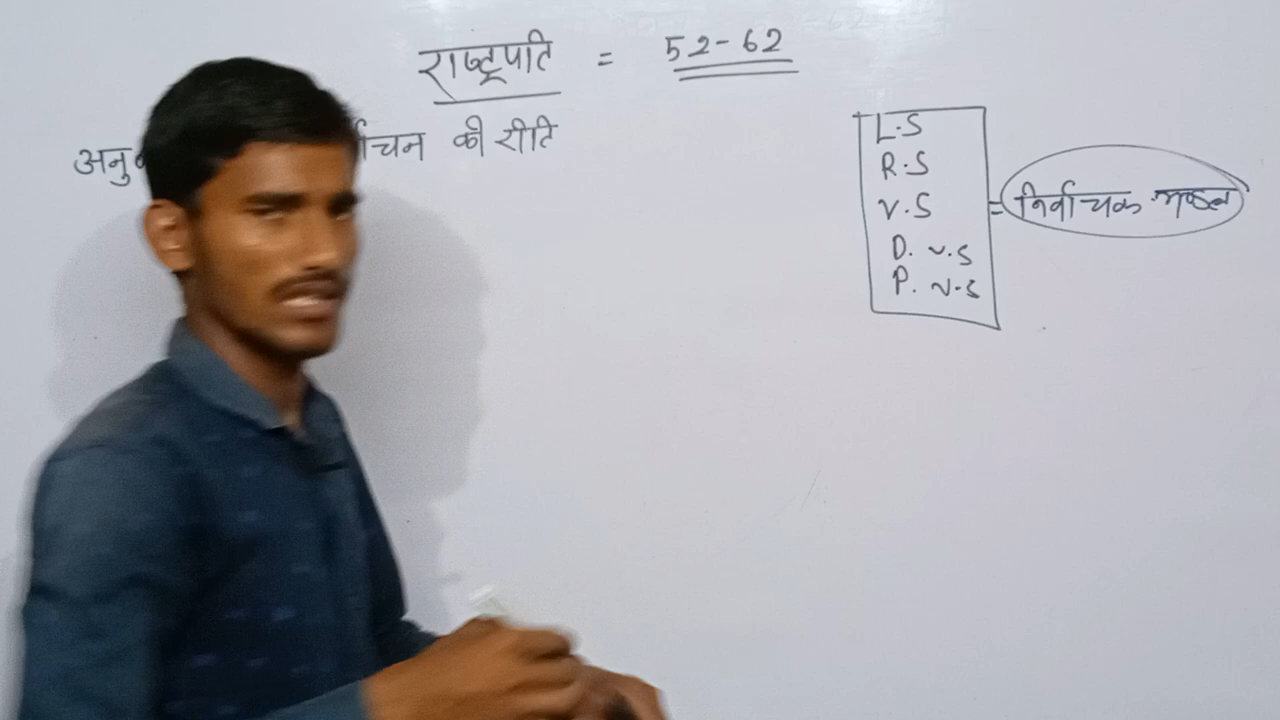 राष्ट्रपति = 52-62
अनु र्वाचन की रीति
L.S
R.S
V.S
D. V.S
P. V.S
= निर्वाचक मण्डल